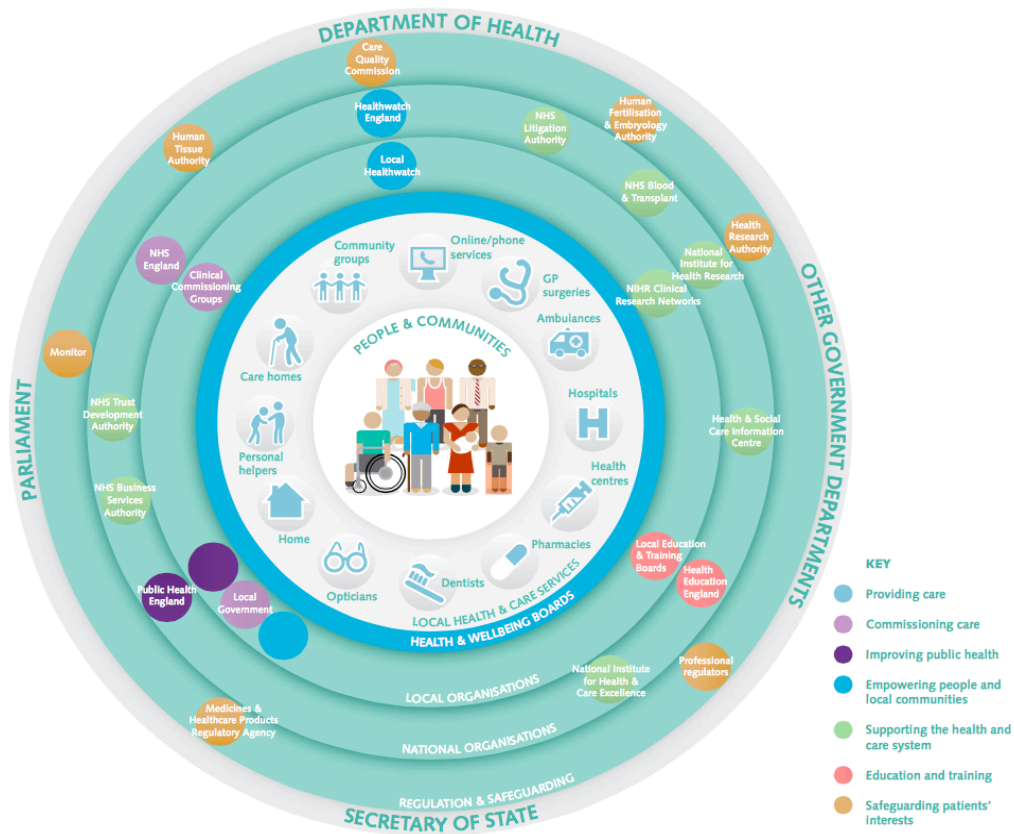 DEPARTMENT OF HEALTH
Care
Quality
Commission
Healthwatch
England
Local
Healthwatch
Human
Tissue
Authority
NHS
Litigation
Authority
Human
Fertilisation
& Embryology
Authority
NHS Blood
& Transplant
Health
Research
Authority
National
Institute for
Health Research
NIHR Clinical
Research Networks
NHS
England
Clinical
Commissioning
Groups
Monitor
NHS Trust
Development
Authority
NHS Business
Services
Authority
PARLIAMENT
OTHER GOVERNMENT DEPARTMENTS
Community
groups
Online/phone
services
GP
surgeries
Ambulances
Hospitals
Health
centres
Pharmacies
Dentists
Opticians
Home
Personal
helpers
Care homes
PEOPLE & COMMUNITIES
H
Health & Social
Care Information
Centre
Local Education
& Training
Boards
Health
Education
England
Public Health
England
Local
Government
Professional
regulators
National Institute
for Health &
Care Excellence
Medicines &
Healthcare Products
Regulatory Agency
LOCAL HEALTH & CARE SERVICES
HEALTH & WELLBEING BOARDS
LOCAL ORGANISATIONS
NATIONAL ORGANISATIONS
REGULATION & SAFEGUARDING
SECRETARY OF STATE
KEY
Providing care
Commissioning care
Improving public health
Empowering people and
local communities
Supporting the health and
care system
Education and training
Safeguarding patients'
interests